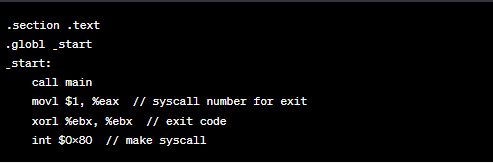 .section .text
.globl _start
_start:
    call main
    movl $1, %eax  // syscall number for exit
    xorl %ebx, %ebx  // exit code
    int $0x80  // make syscall